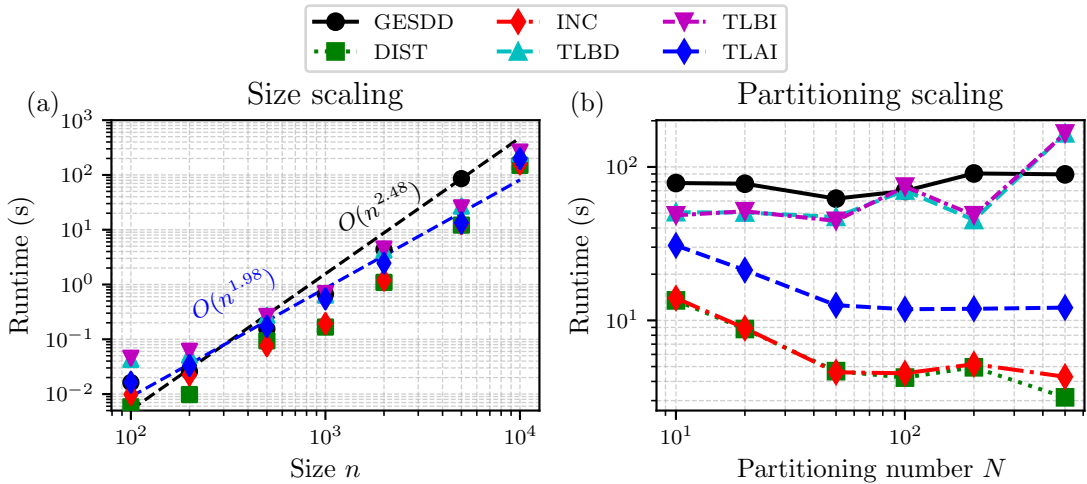 GESDD INC TLBI
DIST TLBD TLAI
(a) Size scaling
10^3
10^2
10^1
10^0
10^{-1}
10^{-2}
Runtime (s)
O(n^{2.48})
O(n^{1.98})
10^2 10^3 10^4
Size n
(b) Partitioning scaling
10^2
10^1
Runtime (s)
10^1 10^2
Partitioning number N